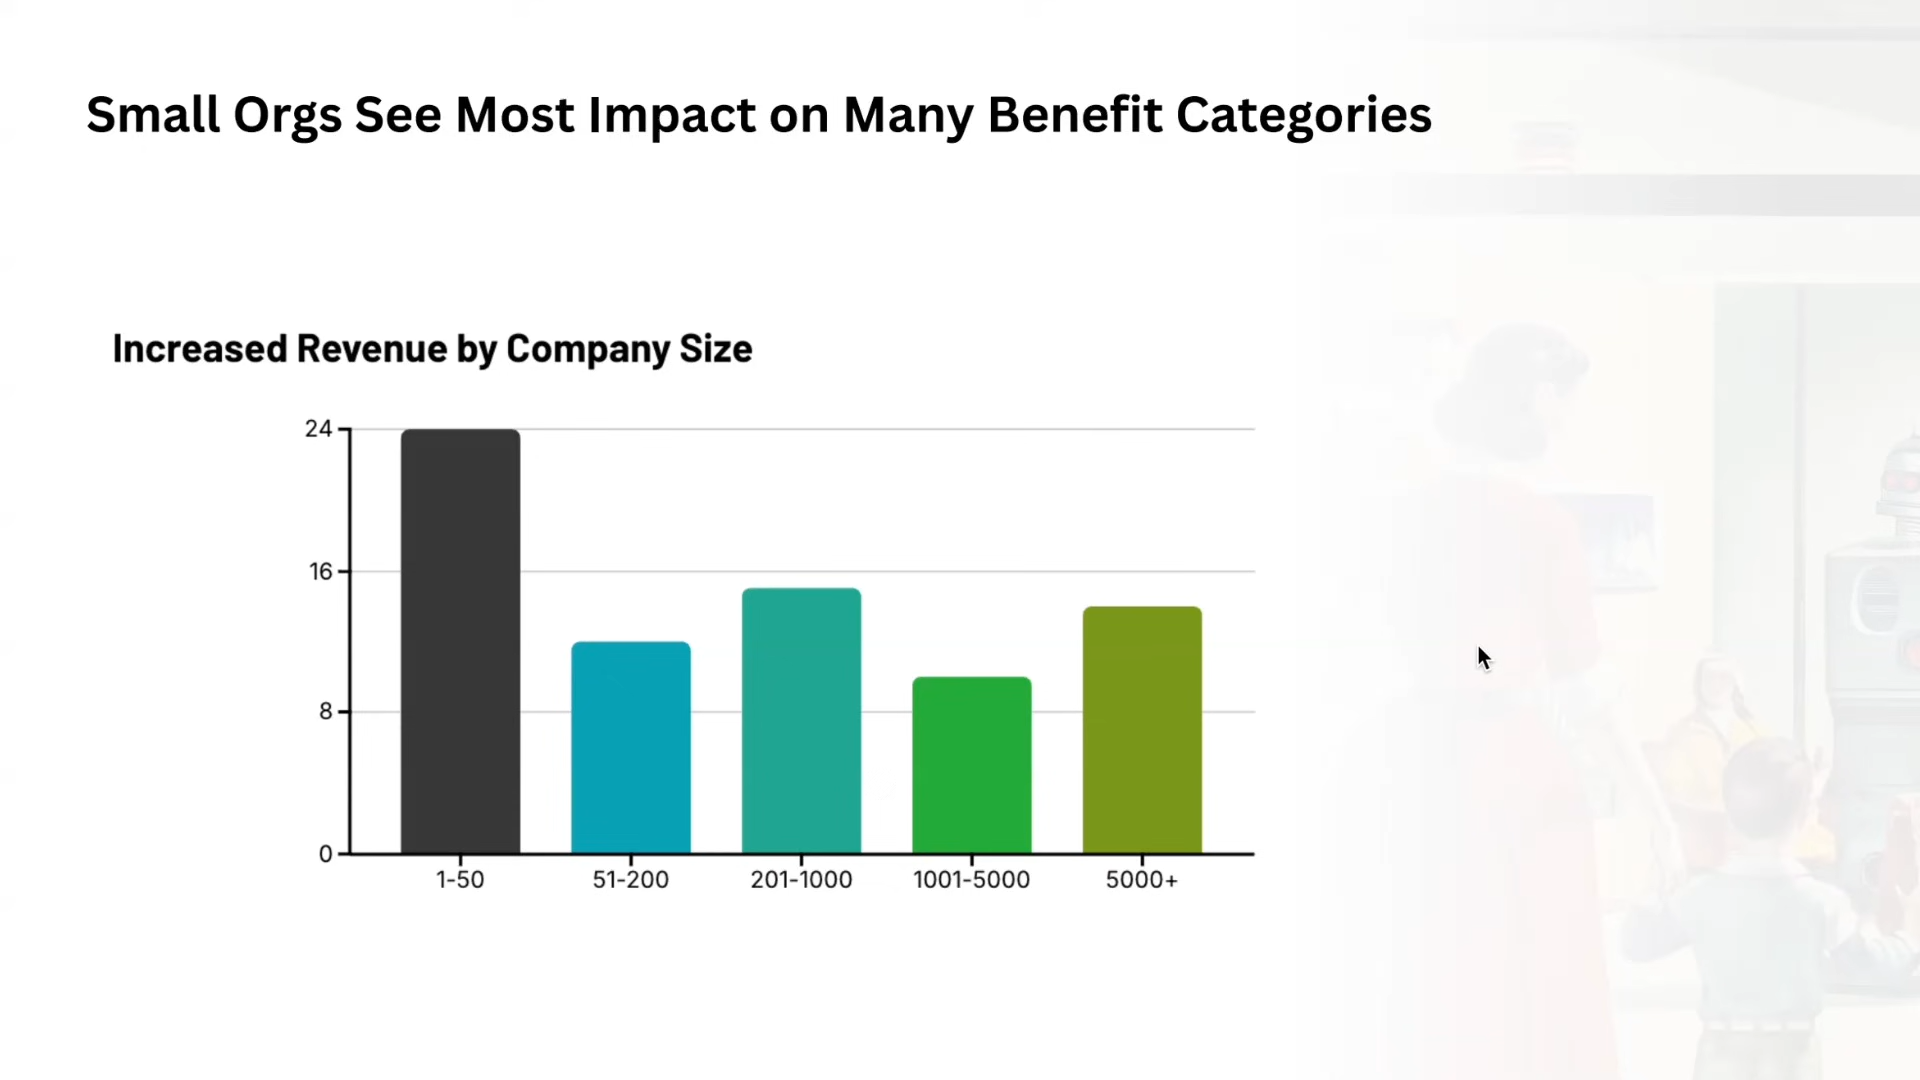 Small Orgs See Most Impact on Many Benefit Categories
Increased Revenue by Company Size
24
16
8
0
1-50 51-200 201-1000 1001-5000 5000+